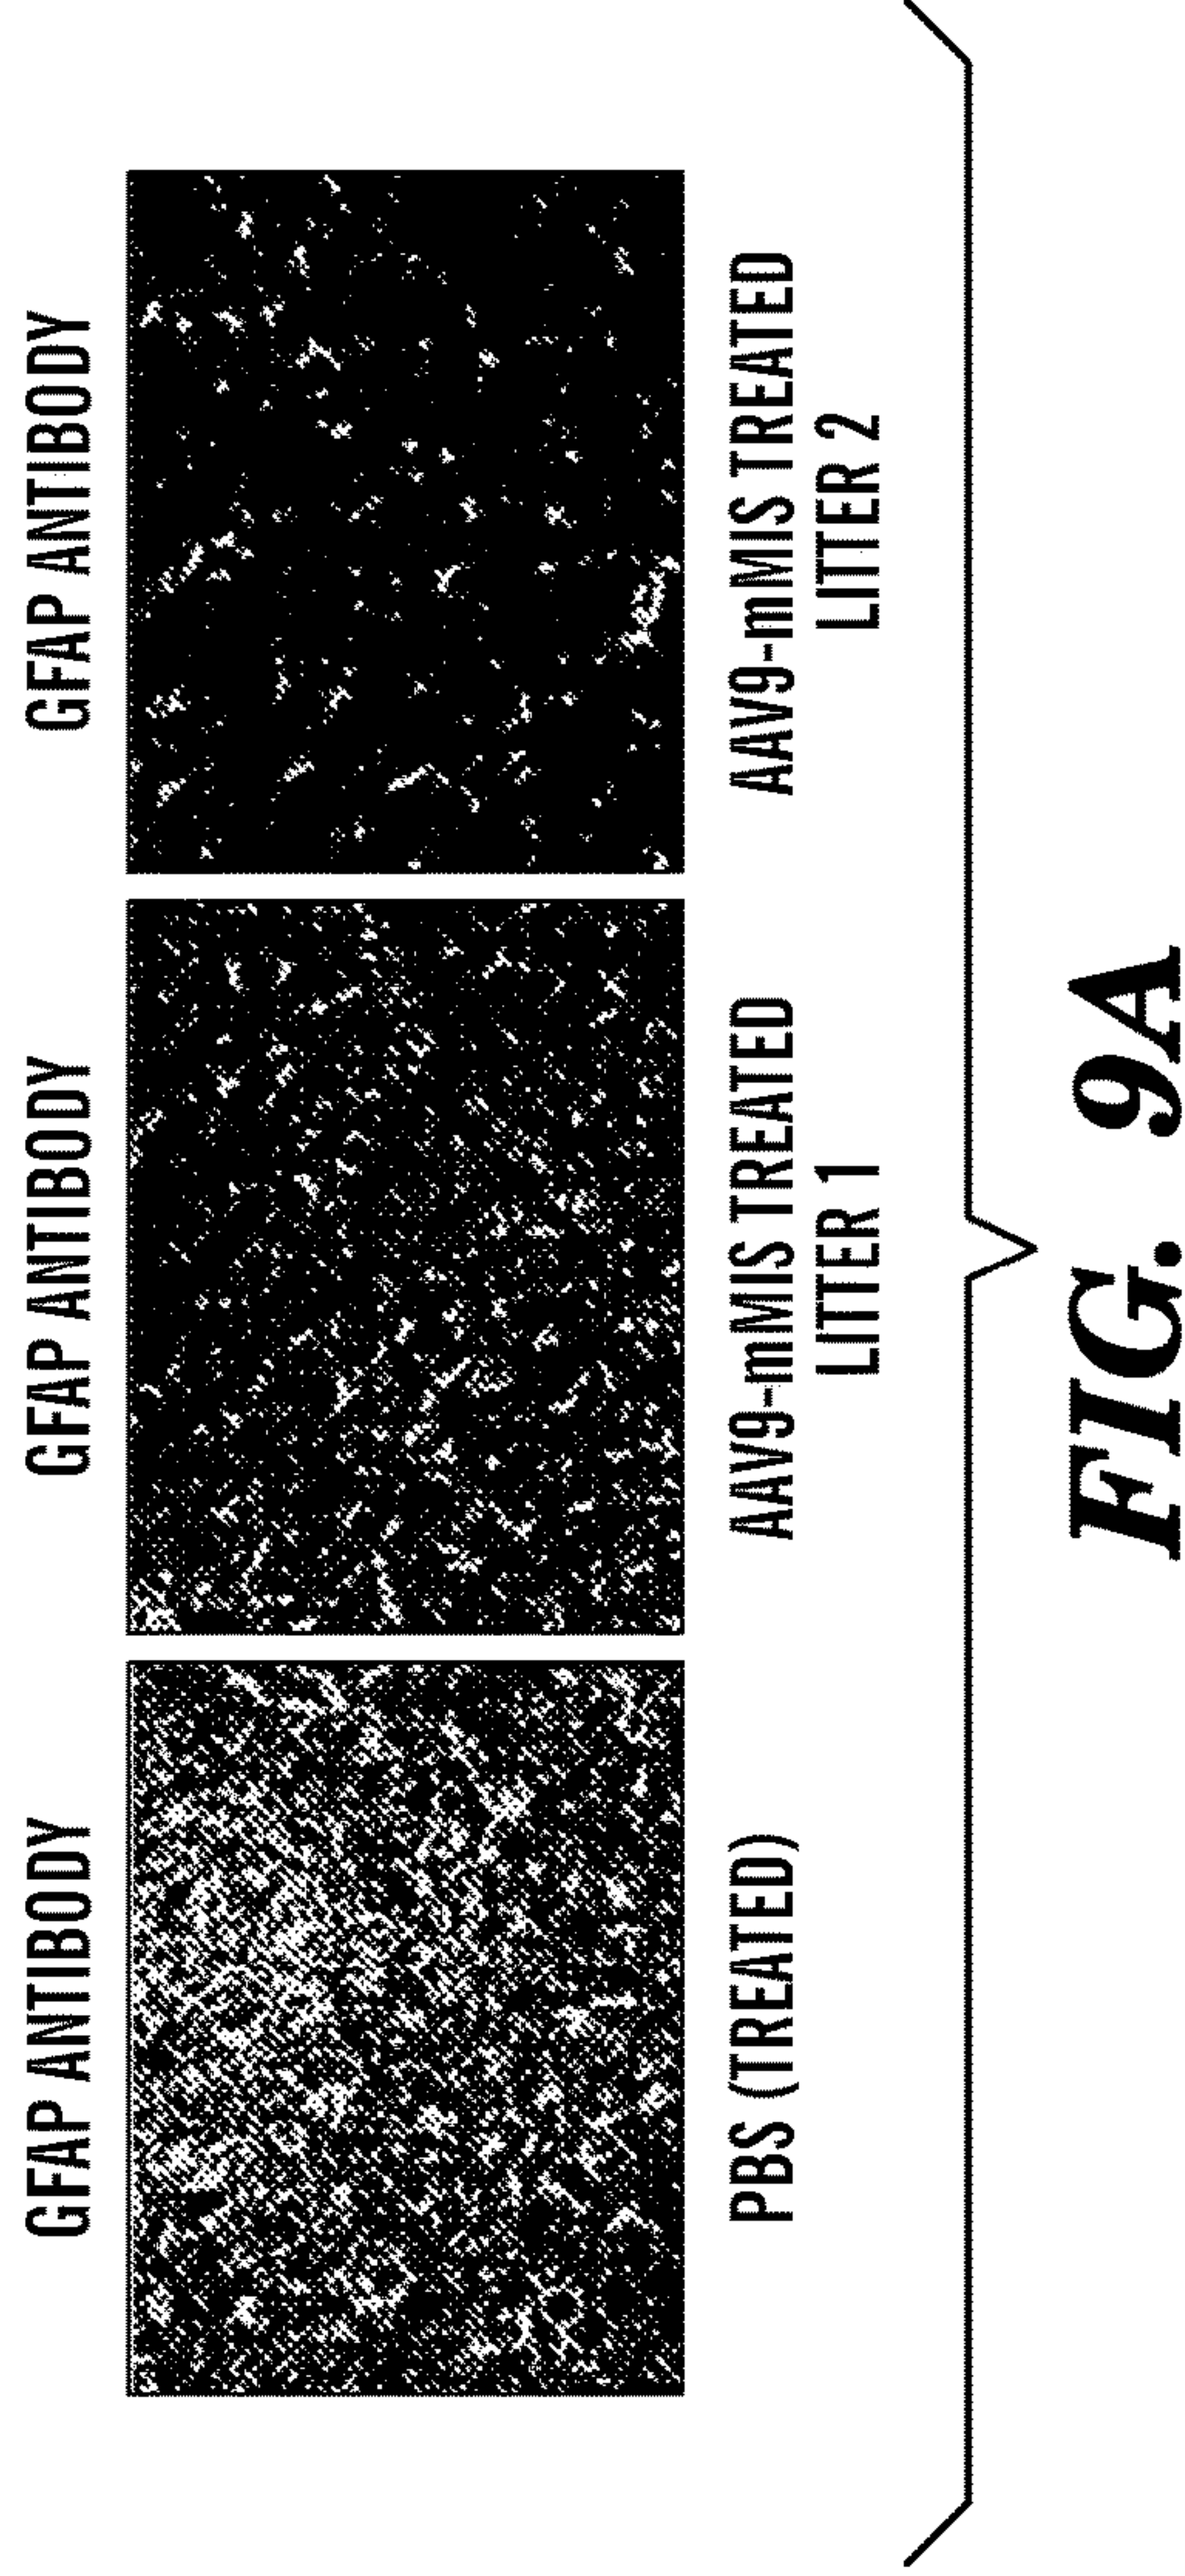 GFAP ANTIBODY
PBS (TREATED)
GFAP ANTIBODY
AAV9-mMIS TREATED
LITTER 1
GFAP ANTIBODY
AAV9-mMIS TREATED
LITTER 2
FIG. 9A